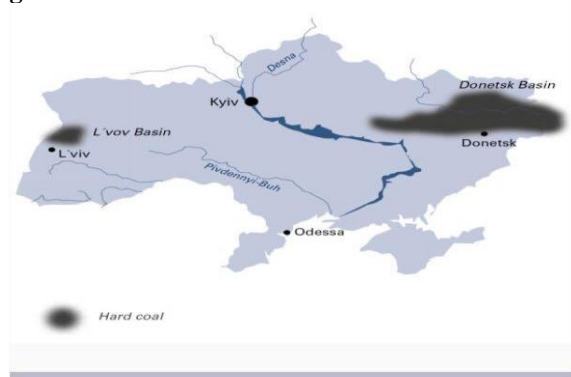 Desna
Donetsk Basin
Kyiv
L'vov Basin
Donetsk
L'viv
Pivdennyi-Buh
Odessa
Hard coal